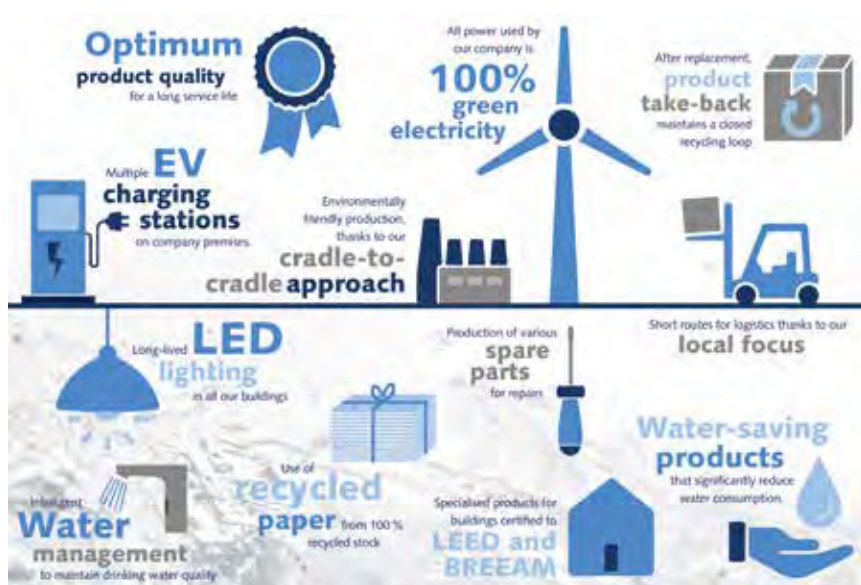 Optimum
product quality
for a long service life
All power used by
our company is
100%
green
electricity
After replacement,
product
take-back
maintains a closed
recycling loop
Multiple EV
charging
stations
on company premises.
Environmentally
friendly production,
thanks to our
cradle-to-
cradle approach
Long-lived LED
lighting
in all our buildings
Production of various
spare
parts
for repairs
Short routes for logistics thanks to our
local focus
Intelligent
Water
management
to maintain drinking water quality
Use of
recycled
paper from 100 %
recycled stock
Specialised products for
buildings certified to
LEED and
BREEAM
Water-saving
products
that significantly reduce
water consumption.